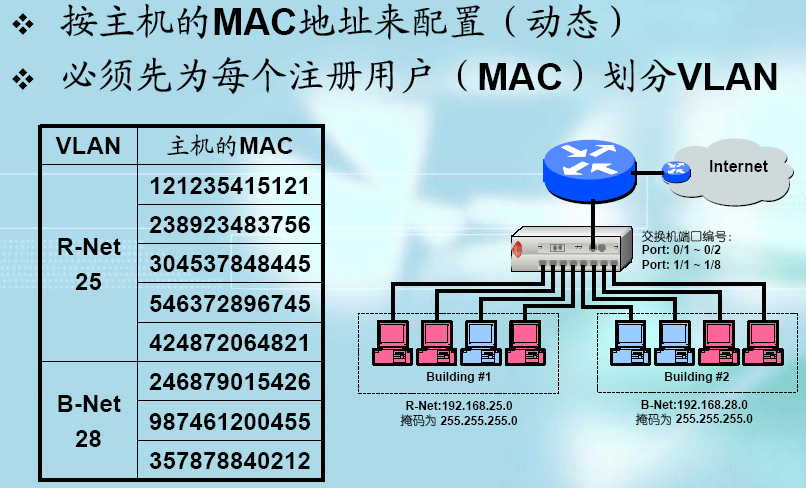 ❖ 按主机的MAC地址来配置（动态）
❖ 必须先为每个注册用户（MAC）划分VLAN
VLAN 主机的MAC
R-Net
25
121235415121
238923483756
304537848445
546372896745
424872064821
B-Net
28
246879015426
987461200455
357878840212
Internet
交换机端口编号：
Port: 0/1 ~ 0/2
Port: 1/1 ~ 1/8
Building #1
Building #2
R-Net:192.168.25.0
掩码为 255.255.255.0
B-Net:192.168.28.0
掩码为 255.255.255.0